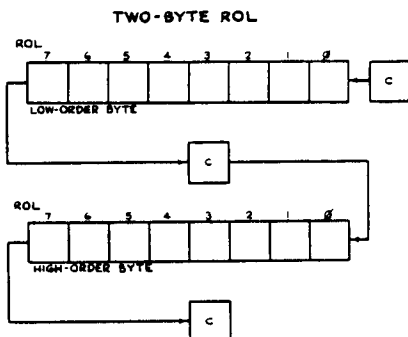 TWO-BYTE ROL
ROL
7 6 5 4 3 2 1 Ø
C
LOW-ORDER BYTE
C
ROL
7 6 5 4 3 2 1 Ø
HIGH-ORDER BYTE
C